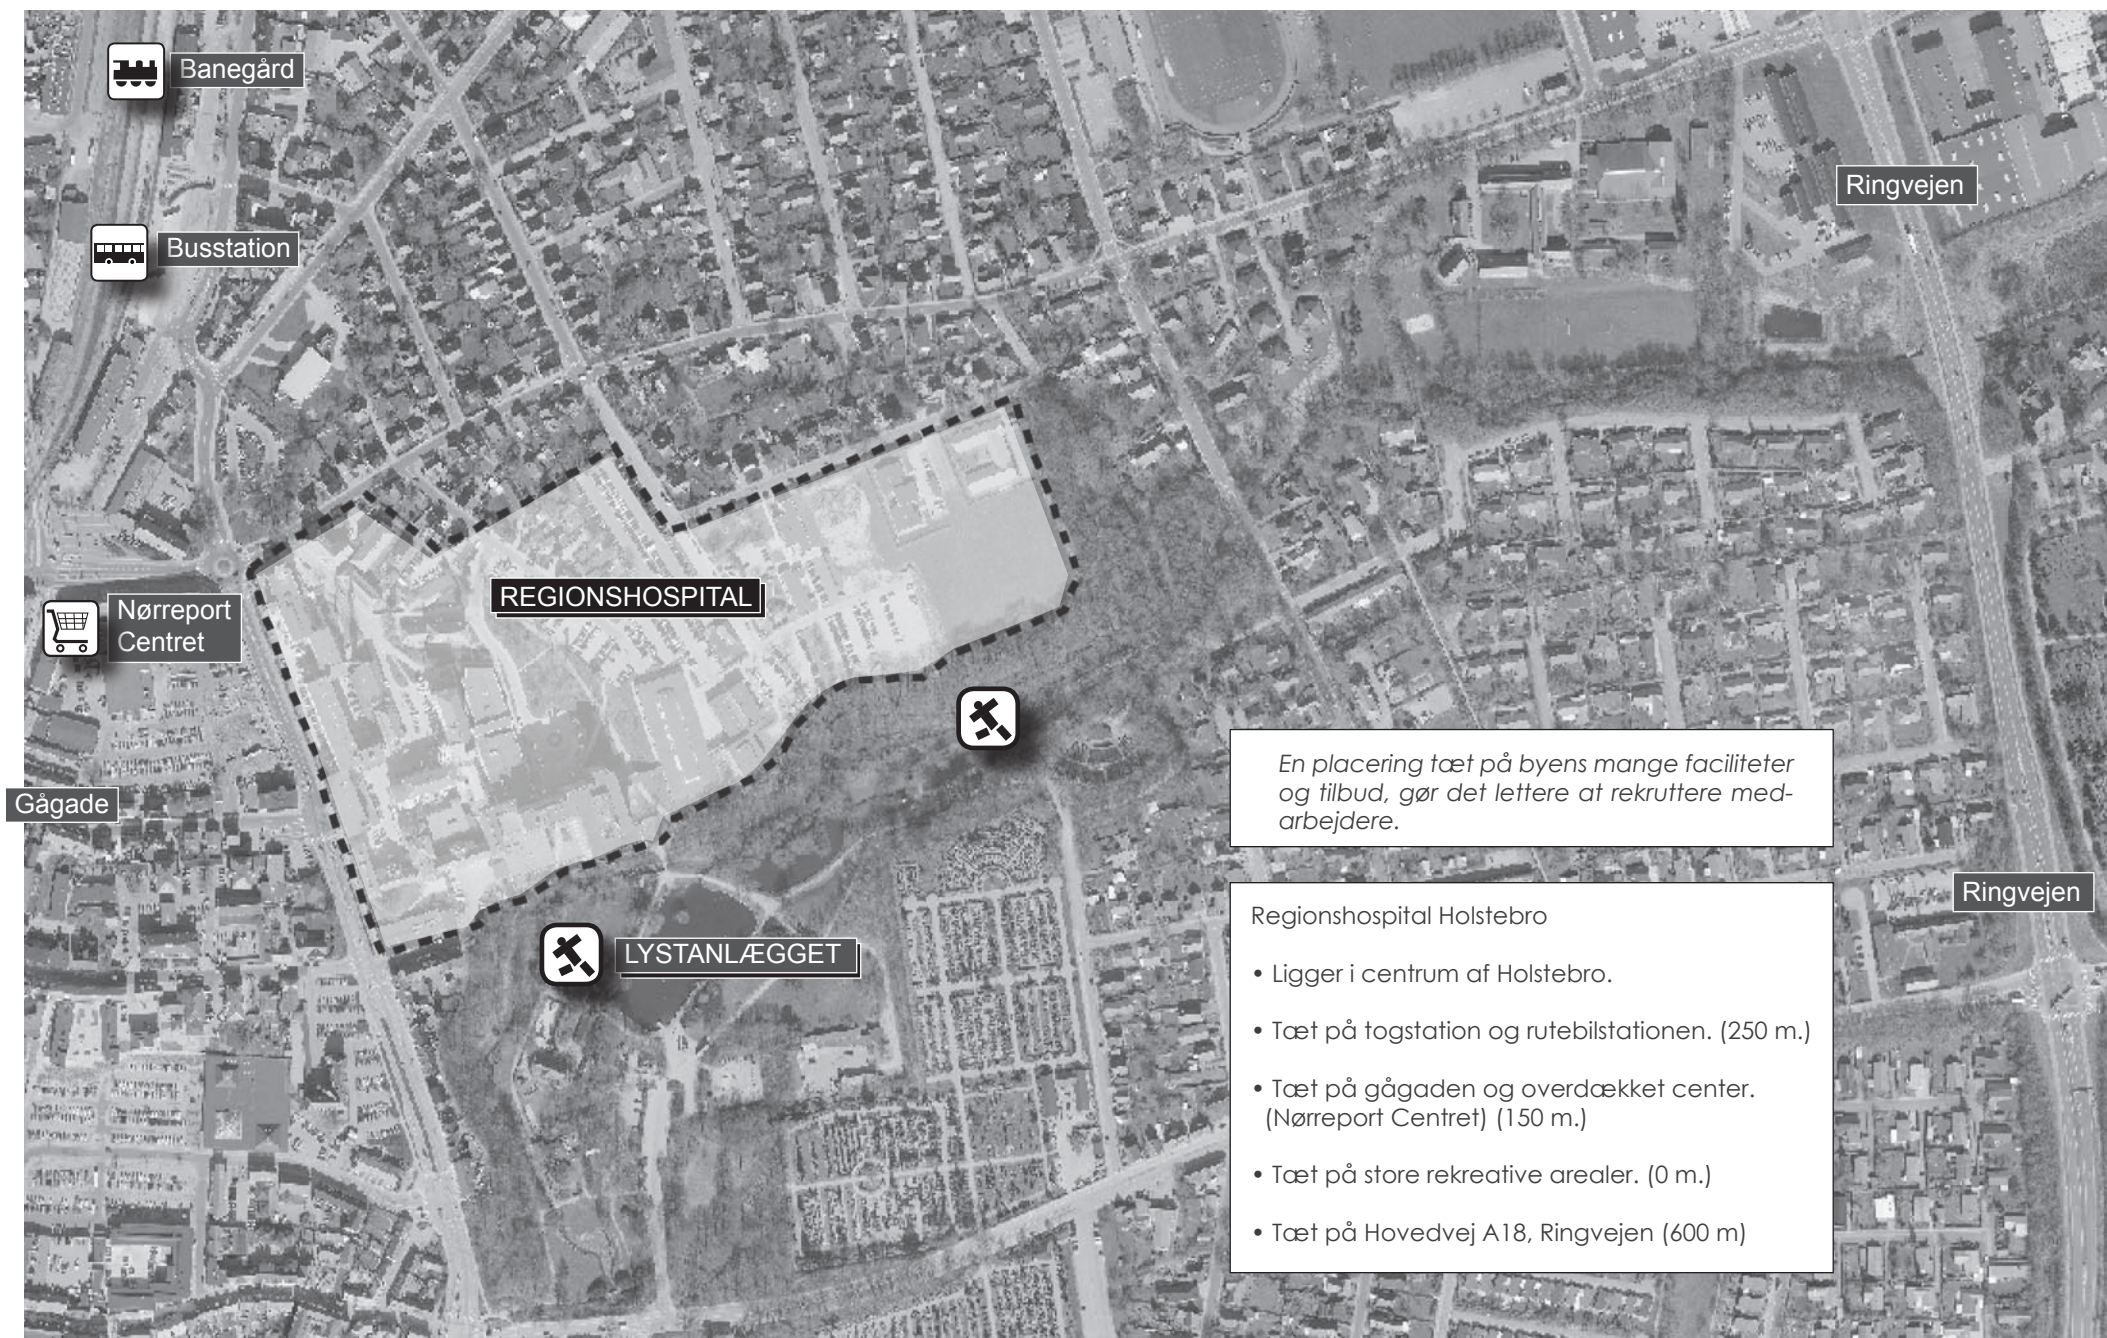 Banegård
Ringvejen
Busstation
REGIONSHOSPITAL
Nørreport
Centret
Gågade
En placering tæt på byens mange faciliteter
og tilbud, gør det lettere at rekruttere med-
arbejdere.
Ringvejen
LYSTANLÆGGET
Regionshospital Holstebro
• Ligger i centrum af Holstebro.
• Tæt på togstation og rutebilstationen. (250 m.)
• Tæt på gågaden og overdækket center.
(Nørreport Centret) (150 m.)
• Tæt på store rekreative arealer. (0 m.)
• Tæt på Hovedvej A18, Ringvejen (600 m)